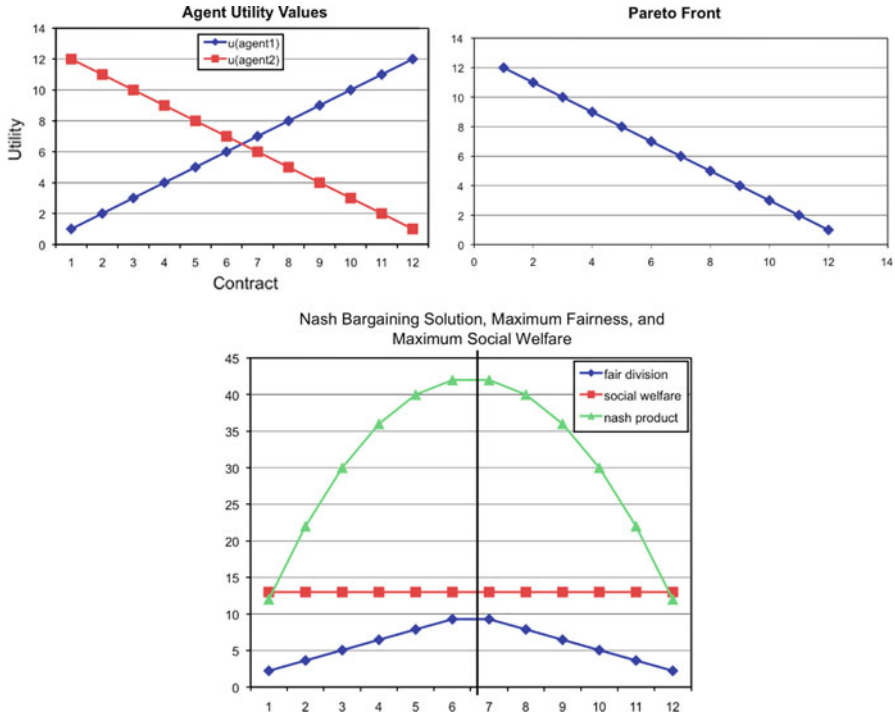 Agent Utility Values
14
12
10
8
6
4
2
0
Utility
u(agent1)
u(agent2)
1 2 3 4 5 6 7 8 9 10 11 12
Contract
Pareto Front
14
12
10
8
6
4
2
0
0 2 4 6 8 10 12 14
Nash Bargaining Solution, Maximum Fairness, and
Maximum Social Welfare
45
40
35
30
25
20
15
10
5
0
fair division
social welfare
nash product
1 2 3 4 5 6 7 8 9 10 11 12